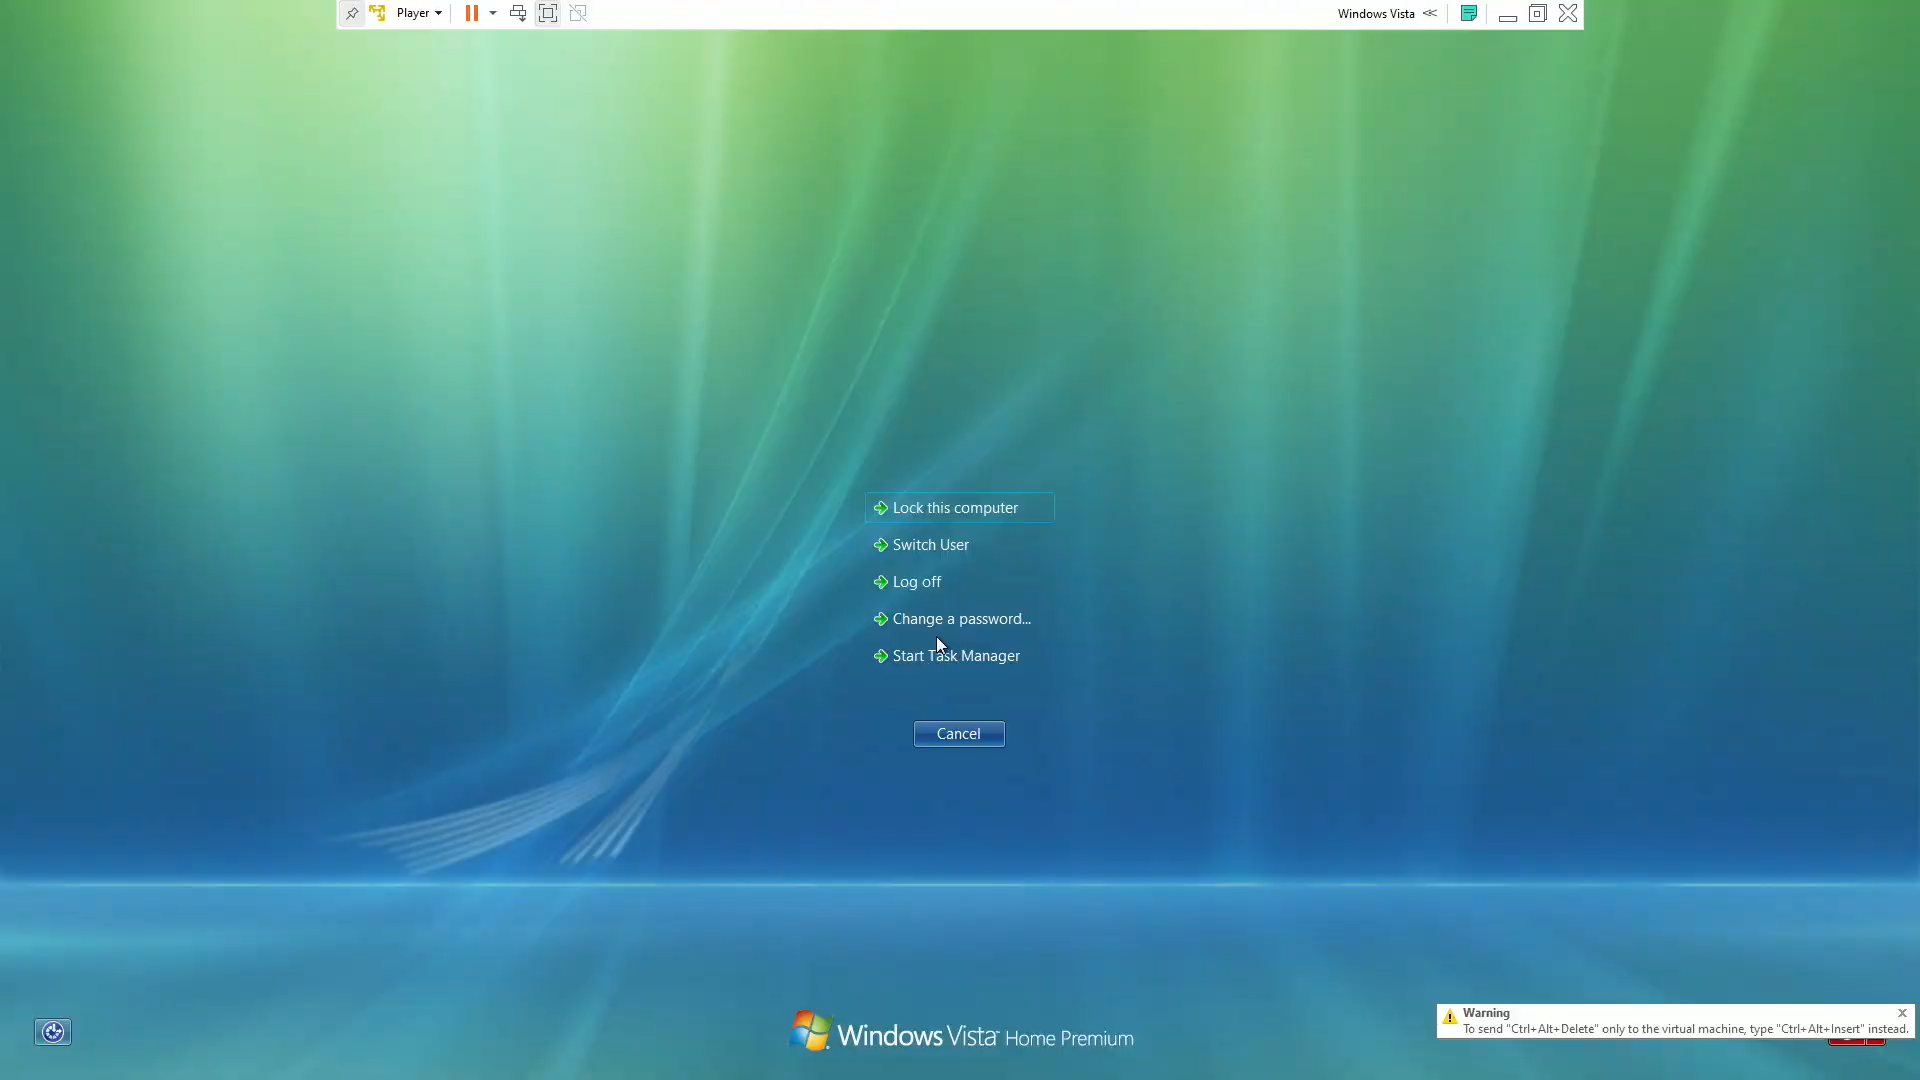 Player
Windows Vista
Lock this computer
Switch User
Log off
Change a password...
Start Task Manager
Cancel
Windows Vista™ Home Premium
Warning
To send "Ctrl+Alt+Delete" only to the virtual machine, type "Ctrl+Alt+Insert" instead.